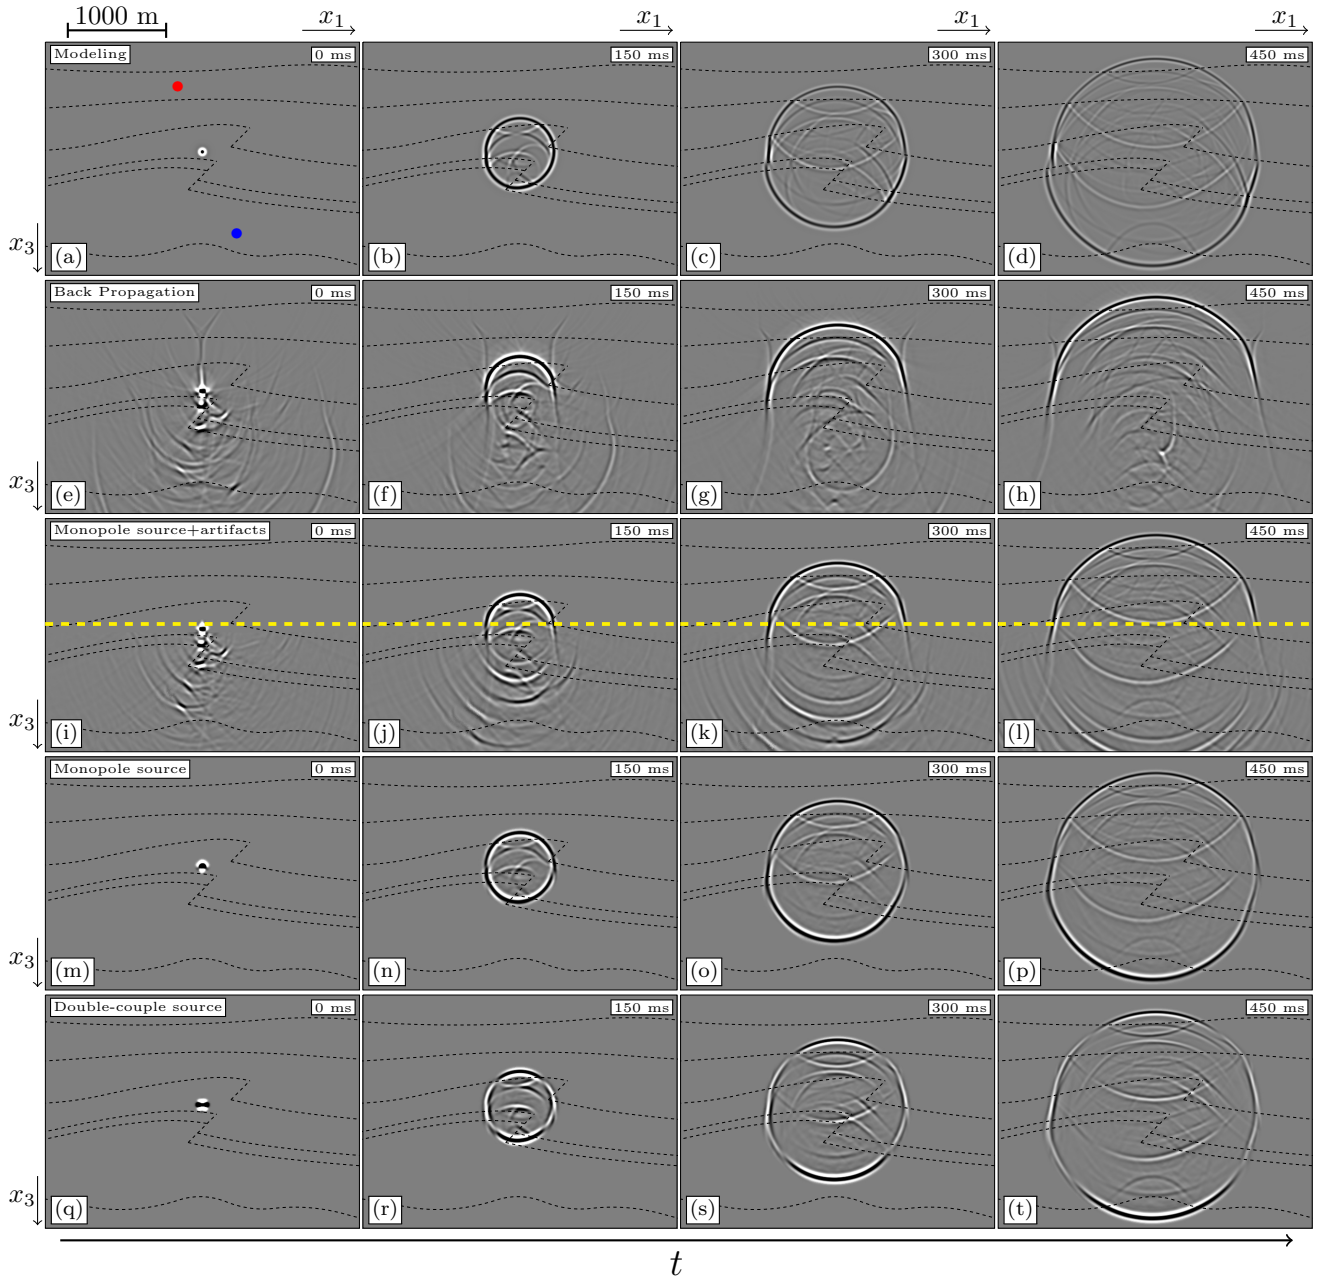 1000 m x₁ x₁ x₁ x₁
Modeling 0 ms 150 ms 300 ms 450 ms
x₃ (a) (b) (c) (d)
Back Propagation 0 ms 150 ms 300 ms 450 ms
x₃ (e) (f) (g) (h)
Monopole source+artifacts 0 ms 150 ms 300 ms 450 ms
x₃ (i) (j) (k) (l)
Monopole source 0 ms 150 ms 300 ms 450 ms
x₃ (m) (n) (o) (p)
Double-couple source 0 ms 150 ms 300 ms 450 ms
x₃ (q) (r) (s) (t)
t